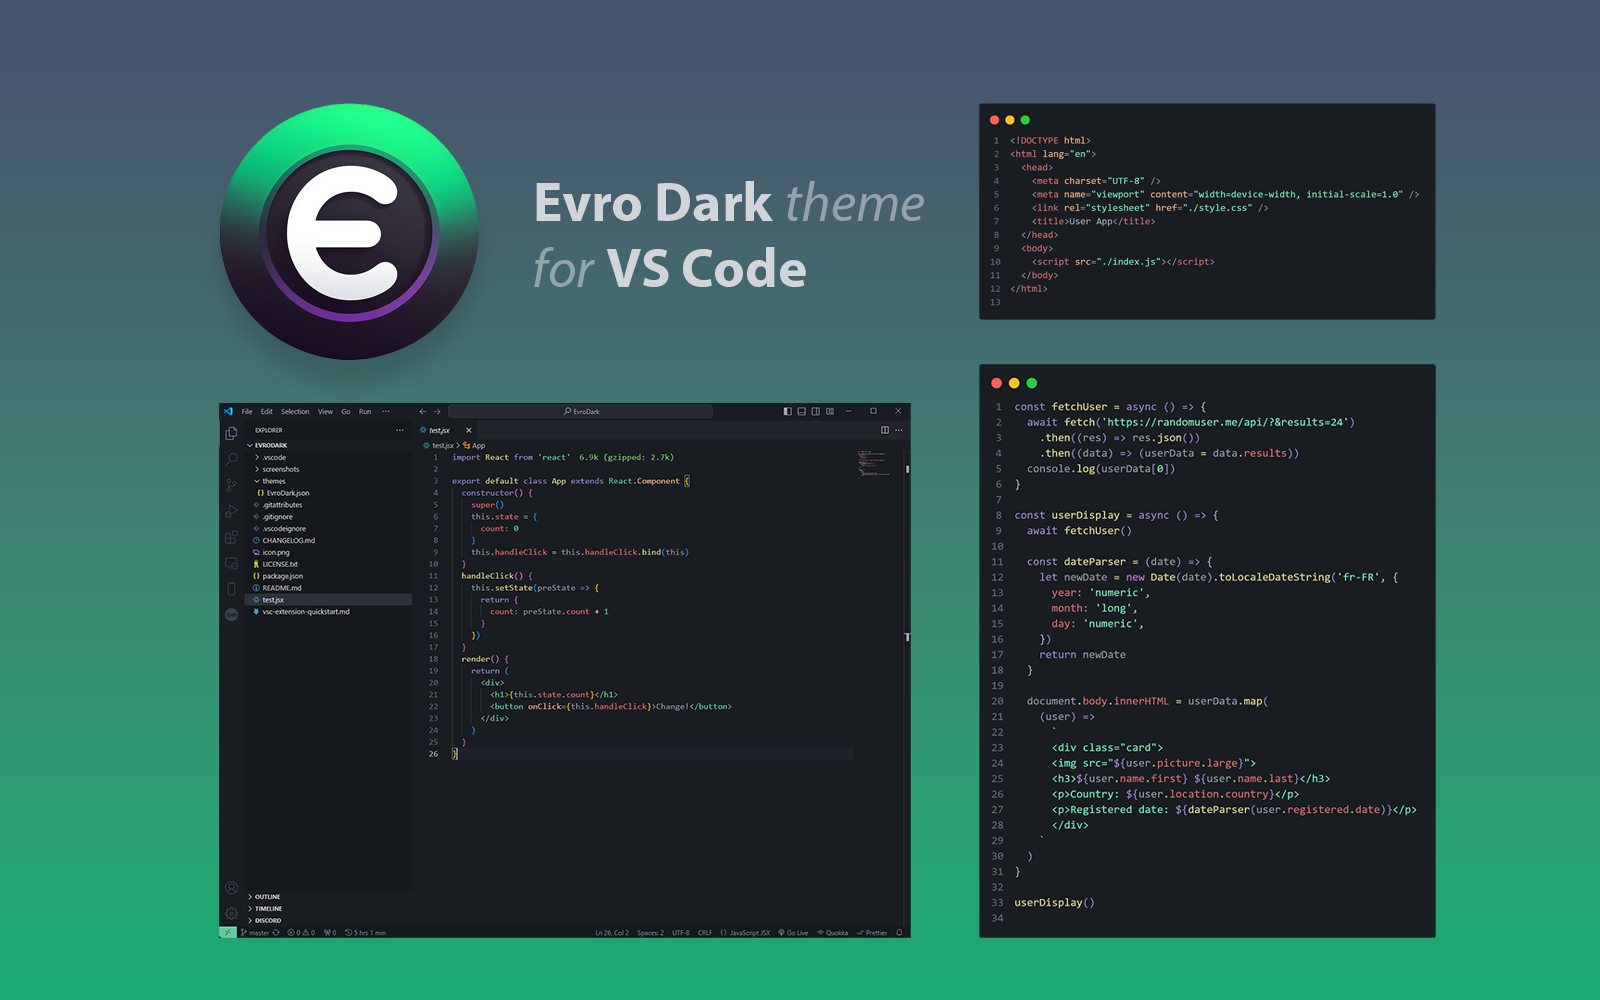 e
Evro Dark theme
for VS Code
1 <!DOCTYPE html>
2 <html lang="en">
3 <head>
4 <meta charset="UTF-8" />
5 <meta name="viewport" content="width=device-width, initial-scale=1.0" />
6 <link rel="stylesheet" href="./style.css" />
7 <title>User App</title>
8 </head>
9 <body>
10 <script src="./index.js"></script>
11 </body>
12 </html>
13
File Edit Selection View Go Run ···
EvroDark
EXPLORER ···
EVRODARK
.vscode
screenshots
themes
{} EvroDark.json
.gitattributes
.gitignore
.vscodeignore
CHANGELOG.md
icon.png
LICENSE.txt
{} package.json
README.md
test.jsx
vsc-extension-quickstart.md
OUTLINE
TIMELINE
DISCORD
test.jsx
test.jsx > App
1 import React from 'react' 6.9k (gzipped: 2.7k)
2
3 export default class App extends React.Component {
4 constructor() {
5 super()
6 this.state = {
7 count: 0
8 }
9 this.handleClick = this.handleClick.bind(this)
10 }
11 handleClick() {
12 this.setState(preState => {
13 return {
14 count: preState.count + 1
15 }
16 })
17 }
18 render() {
19 return (
20 <div>
21 <h1>{this.state.count}</h1>
22 <button onClick={this.handleClick}>Change!</button>
23 </div>
24 )
25 }
26 }
master 0 0 0 5 hrs 1 min
Ln 26, Col 2 Spaces: 2 UTF-8 CRLF {} JavaScript JSX Go Live Quokka Prettier
1 const fetchUser = async () => {
2 await fetch('https://randomuser.me/api/?&results=24')
3 .then((res) => res.json())
4 .then((data) => (userData = data.results))
5 console.log(userData[0])
6 }
7
8 const userDisplay = async () => {
9 await fetchUser()
10
11 const dateParser = (date) => {
12 let newDate = new Date(date).toLocaleDateString('fr-FR', {
13 year: 'numeric',
14 month: 'long',
15 day: 'numeric',
16 })
17 return newDate
18 }
19
20 document.body.innerHTML = userData.map(
21 (user) =>
22 `
23 <div class="card">
24 <img src="${user.picture.large}">
25 <h3>${user.name.first} ${user.name.last}</h3>
26 <p>Country: ${user.location.country}</p>
27 <p>Registered date: ${dateParser(user.registered.date)}</p>
28 </div>
29 `
30 )
31 }
32
33 userDisplay()
34